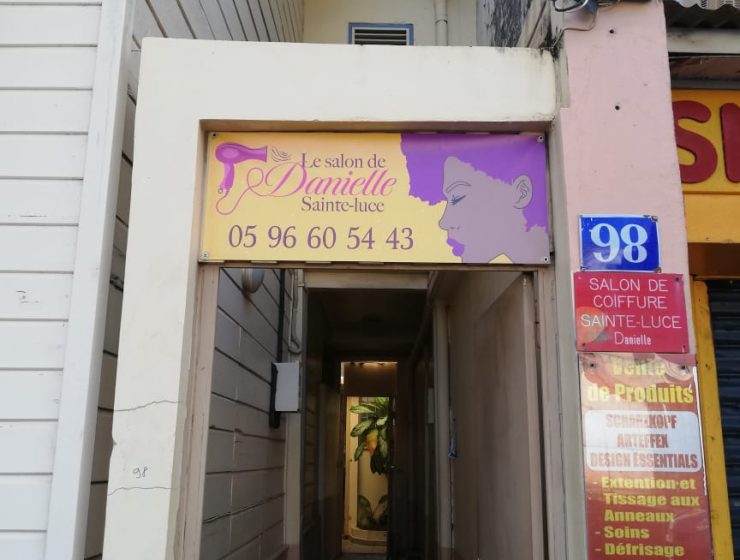 Le salon de
Danielle
Sainte-luce
05 96 60 54 43
98
SALON DE
COIFFURE
SAINTE-LUCE
Danielle
Vente
de Produits
SCHARZKOPF
ARTEFFEX
DESIGN ESSENTIALS
- Extention et
Tissage aux
Anneaux
- Soins
- Défrisage
98